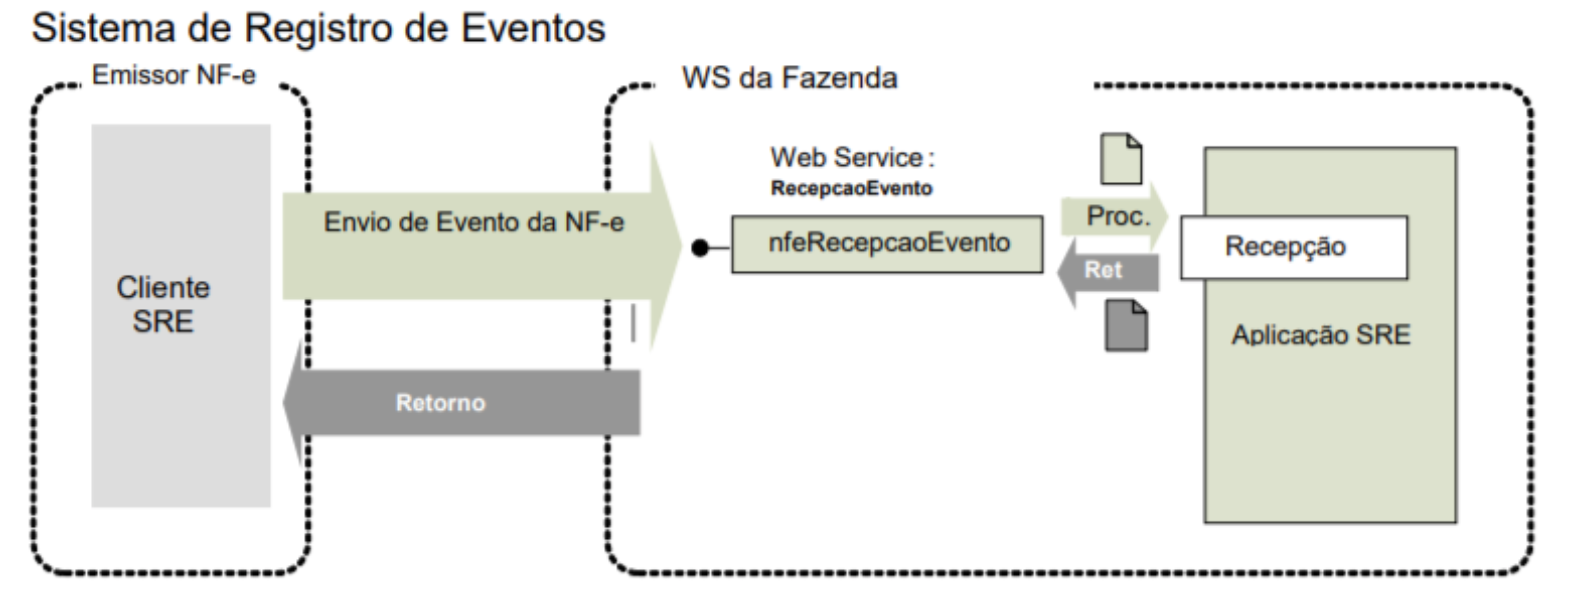 Sistema de Registro de Eventos
Emissor NF-e
WS da Fazenda
Cliente
SRE
Envio de Evento da NF-e
Retorno
Web Service :
RecepcaoEvento
nfeRecepcaoEvento
Proc.
Ret
Recepção
Aplicação SRE